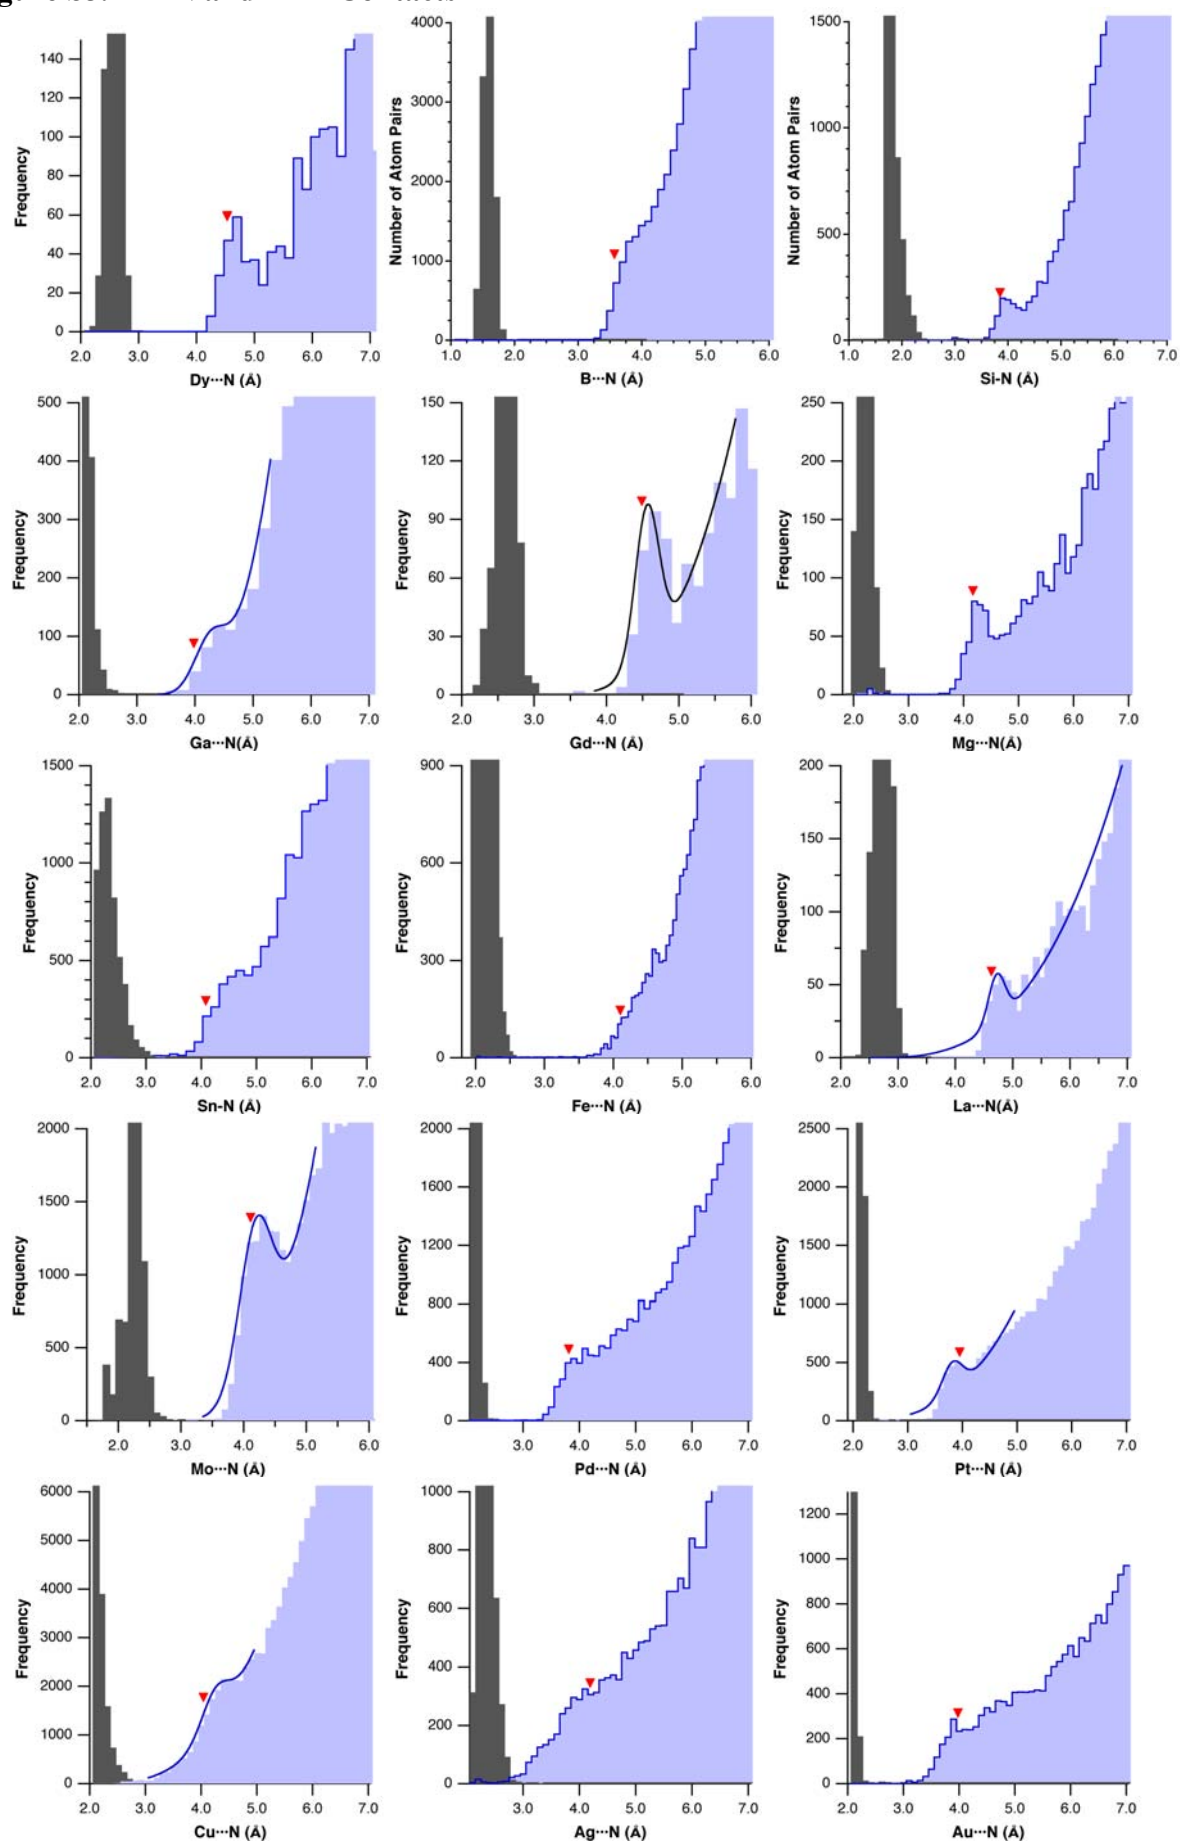 Contacts
Frequency
140
120
100
80
60
40
20
0
2.0 3.0 4.0 5.0 6.0 7.0
Dy···N (Å)
Number of Atom Pairs
4000
3000
2000
1000
0
1.0 2.0 3.0 4.0 5.0 6.0
B···N (Å)
Number of Atom Pairs
1500
1000
500
0
1.0 2.0 3.0 4.0 5.0 6.0 7.0
Si-N (Å)
Frequency
500
400
300
200
100
0
2.0 3.0 4.0 5.0 6.0 7.0
Ga···N(Å)
Frequency
150
120
90
60
30
0
2.0 3.0 4.0 5.0 6.0
Gd···N (Å)
Frequency
250
200
150
100
50
0
2.0 3.0 4.0 5.0 6.0 7.0
Mg···N(Å)
Frequency
1500
1000
500
0
2.0 3.0 4.0 5.0 6.0 7.0
Sn-N (Å)
Frequency
900
600
300
0
2.0 3.0 4.0 5.0 6.0
Fe···N (Å)
Frequency
200
150
100
50
0
2.0 3.0 4.0 5.0 6.0 7.0
La···N(Å)
Frequency
2000
1500
1000
500
0
2.0 3.0 4.0 5.0 6.0
Mo···N (Å)
Frequency
2000
1600
1200
800
400
0
3.0 4.0 5.0 6.0 7.0
Pd···N (Å)
Frequency
2500
2000
1500
1000
500
0
2.0 3.0 4.0 5.0 6.0 7.0
Pt···N (Å)
Frequency
6000
5000
4000
3000
2000
1000
0
2.0 3.0 4.0 5.0 6.0 7.0
Cu···N (Å)
Frequency
1000
800
600
400
200
0
3.0 4.0 5.0 6.0 7.0
Ag···N (Å)
Frequency
1200
1000
800
600
400
200
0
2.0 3.0 4.0 5.0 6.0 7.0
Au···N (Å)